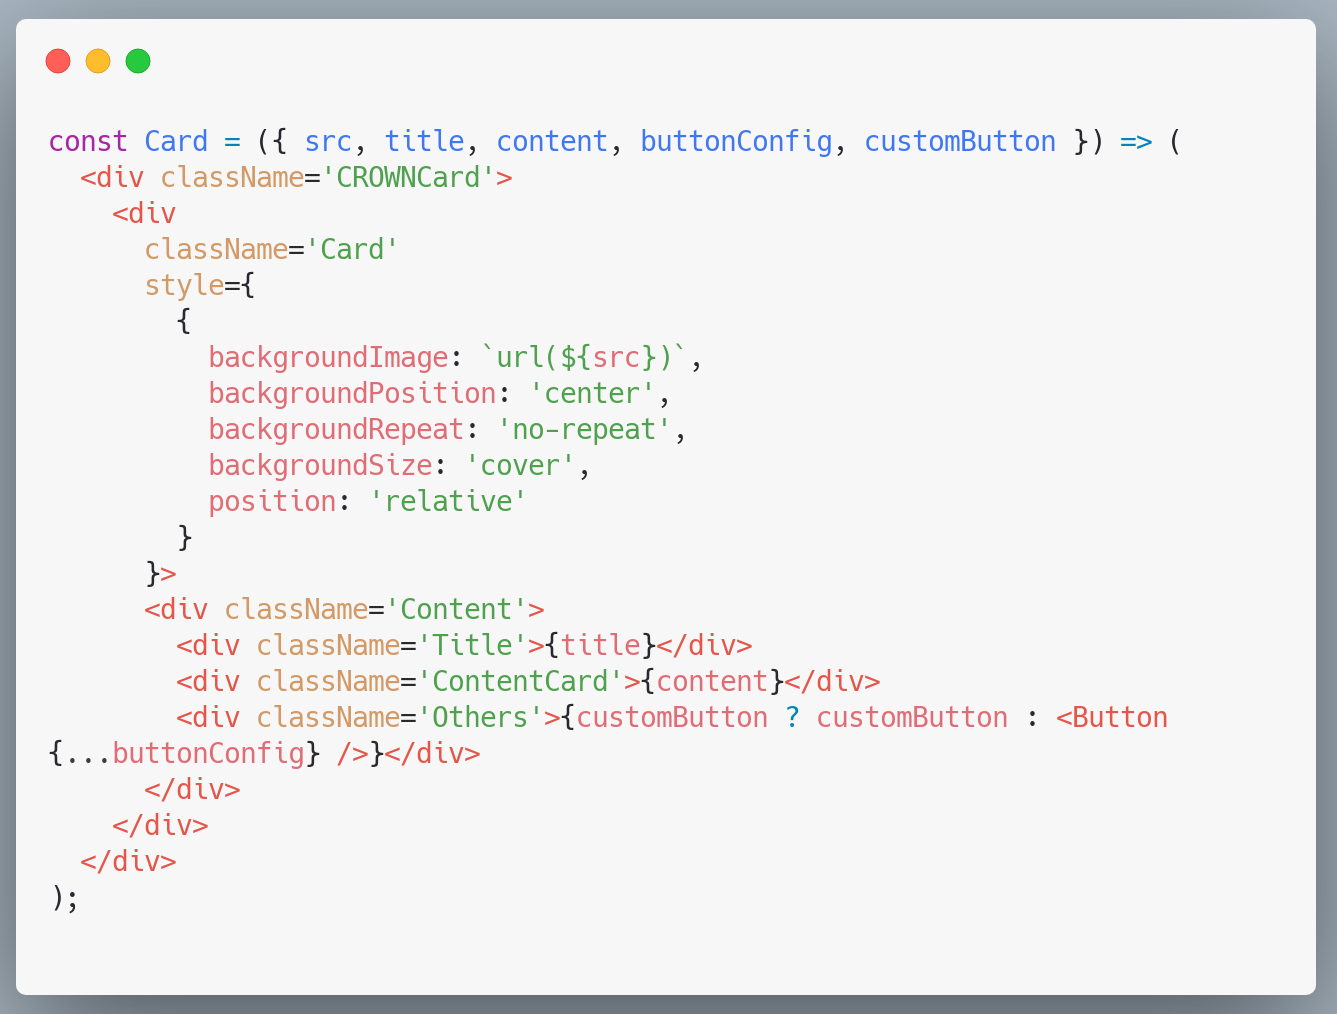 const Card = ({ src, title, content, buttonConfig, customButton }) => (
  <div className='CROWNCard'>
    <div
      className='Card'
      style={
        {
          backgroundImage: `url(${src})`,
          backgroundPosition: 'center',
          backgroundRepeat: 'no-repeat',
          backgroundSize: 'cover',
          position: 'relative'
        }
      }>
      <div className='Content'>
        <div className='Title'>{title}</div>
        <div className='ContentCard'>{content}</div>
        <div className='Others'>{customButton ? customButton : <Button
{...buttonConfig} />}</div>
      </div>
    </div>
  </div>
);